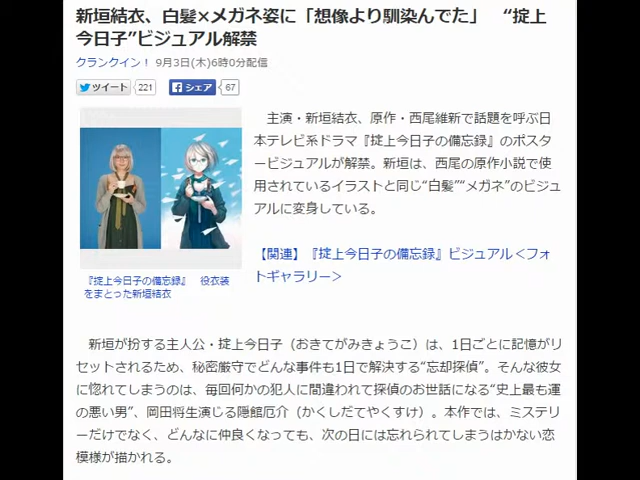 新垣結衣、白髪×メガネ姿に「想像より馴染んでた」 “掟上
今日子”ビジュアル解禁
クランクイン! 9月3日(木)6時0分配信
ツイート 221 シェア 67
主演・新垣結衣、原作・西尾維新で話題を呼ぶ日
本テレビ系ドラマ『掟上今日子の備忘録』のポス
タービジュアルが解禁。新垣は、西尾の原作小説で使
用されているイラストと同じ“白髪”“メガネ”のビジュ
アルに変身している。
【関連】『掟上今日子の備忘録』ビジュアル<フォ
トギャラリー>
『掟上今日子の備忘録』 役衣装
をまとった新垣結衣
新垣が扮する主人公・掟上今日子（おきてがみきょうこ）は、1日ごとに記憶がリ
セットされるため、秘密厳守でどんな事件も1日で解決する“忘却探偵”。そんな彼女
に惚れてしまうのは、毎回何かの犯人に間違われて探偵のお世話になる“史上最も運
の悪い男”、岡田将生演じる隠館厄介（かくしだてやくすけ）。本作では、ミステリ
ーだけでなく、どんなに仲良くなっても、次の日には忘れられてしまうはかない恋
模様が描かれる。